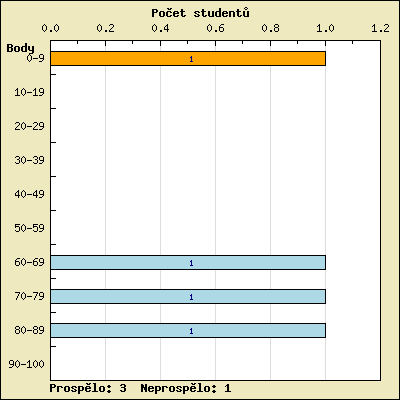 Počet studentů
0.0 0.2 0.4 0.6 0.8 1.0 1.2
Body
0-9 1
10-19
20-29
30-39
40-49
50-59
60-69 1
70-79 1
80-89 1
90-100
Prospělo: 3 Neprospělo: 1